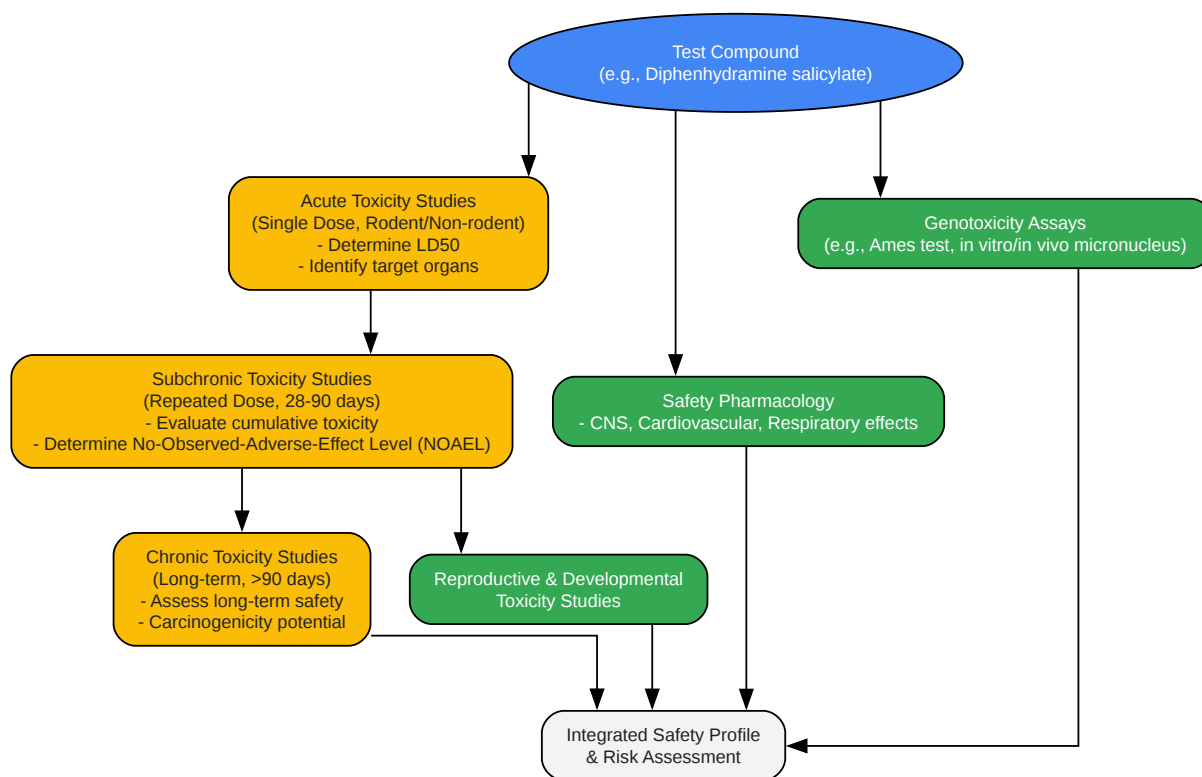 Test Compound
(e.g., Diphenhydramine salicylate)
Acute Toxicity Studies
(Single Dose, Rodent/Non-rodent)
- Determine LD50
- Identify target organs
Genotoxicity Assays
(e.g., Ames test, in vitro/in vivo micronucleus)
Subchronic Toxicity Studies
(Repeated Dose, 28-90 days)
- Evaluate cumulative toxicity
- Determine No-Observed-Adverse-Effect Level (NOAEL)
Safety Pharmacology
- CNS, Cardiovascular, Respiratory effects
Chronic Toxicity Studies
(Long-term, >90 days)
- Assess long-term safety
- Carcinogenicity potential
Reproductive & Developmental
Toxicity Studies
Integrated Safety Profile
& Risk Assessment